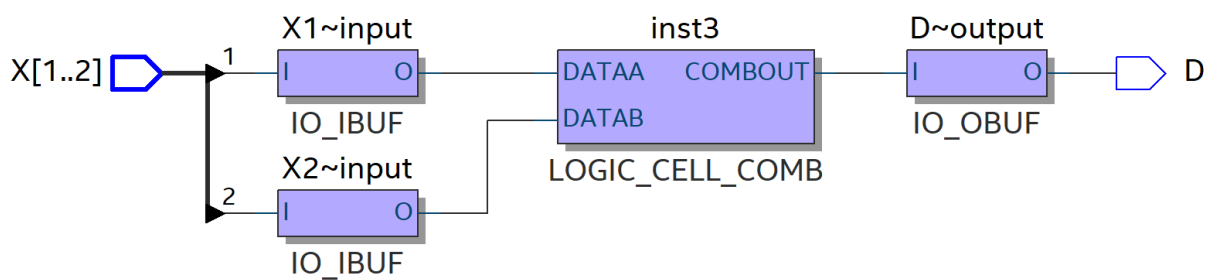 X1~input
inst3
D~output
X[1..2]
1
I
O
DATAA
COMBOUT
I
O
D
IO_IBUF
DATAB
IO_OBUF
X2~input
LOGIC_CELL_COMB
2
I
O
IO_IBUF